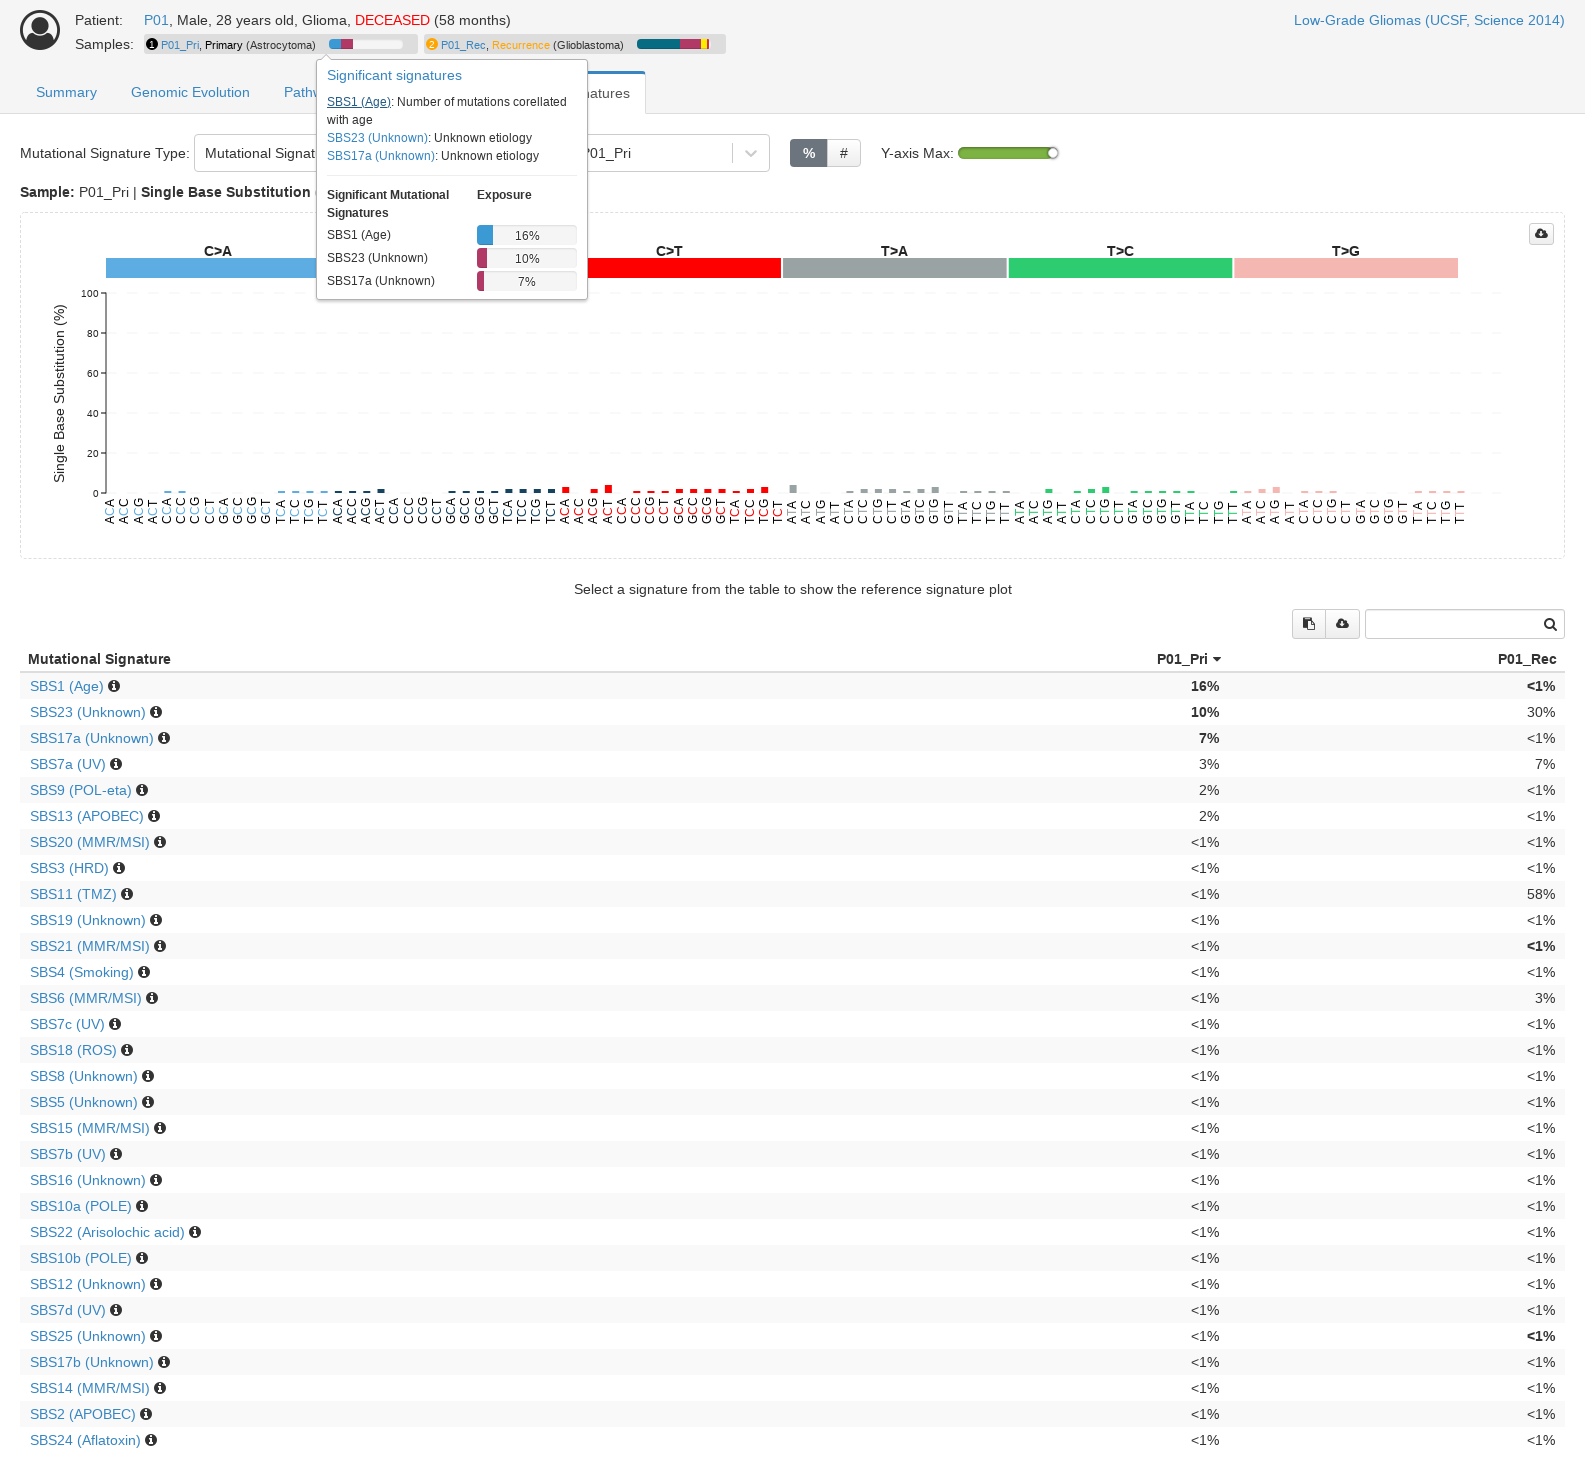 Patient: P01, Male, 28 years old, Glioma, DECEASED (58 months)
Low-Grade Gliomas (UCSF, Science 2014)
Samples: 1 P01_Pri, Primary (Astrocytoma) 2 P01_Rec, Recurrence (Glioblastoma)
Summary Genomic Evolution Pathw natures
Significant signatures
SBS1 (Age): Number of mutations corellated
with age
SBS23 (Unknown): Unknown etiology
SBS17a (Unknown): Unknown etiology
Significant Mutational Signatures Exposure
SBS1 (Age) 16%
SBS23 (Unknown) 10%
SBS17a (Unknown) 7%
Mutational Signature Type: Mutational Signatu P01_Pri % # Y-axis Max:
Sample: P01_Pri | Single Base Substitution (
C>A C>T T>A T>C T>G
Single Base Substitution (%)
100
80
60
40
20
0
ACA ACC ACG ACT CCA CCC CCG CCT GCA GCC GCG GCT TCA TCC TCG TCT ACA ACC ACG ACT CCA CCC CCG CCT GCA GCC GCG GCT TCA TCC TCG TCT ACA ACC ACG ACT CCA CCC CCG CCT GCA GCC GCG GCT TCA TCC TCG TCT ATA ATC ATG ATT CTA CTC CTG CTT GTA GTC GTG GTT TTA TTC TTG TTT ATA ATC ATG ATT CTA CTC CTG CTT GTA GTC GTG GTT TTA TTC TTG TTT ATA ATC ATG ATT CTA CTC CTG CTT GTA GTC GTG GTT TTA TTC TTG TTT
Select a signature from the table to show the reference signature plot
Mutational Signature P01_Pri P01_Rec
SBS1 (Age) 16% <1%
SBS23 (Unknown) 10% 30%
SBS17a (Unknown) 7% <1%
SBS7a (UV) 3% 7%
SBS9 (POL-eta) 2% <1%
SBS13 (APOBEC) 2% <1%
SBS20 (MMR/MSI) <1% <1%
SBS3 (HRD) <1% <1%
SBS11 (TMZ) <1% 58%
SBS19 (Unknown) <1% <1%
SBS21 (MMR/MSI) <1% <1%
SBS4 (Smoking) <1% <1%
SBS6 (MMR/MSI) <1% 3%
SBS7c (UV) <1% <1%
SBS18 (ROS) <1% <1%
SBS8 (Unknown) <1% <1%
SBS5 (Unknown) <1% <1%
SBS15 (MMR/MSI) <1% <1%
SBS7b (UV) <1% <1%
SBS16 (Unknown) <1% <1%
SBS10a (POLE) <1% <1%
SBS22 (Arisolochic acid) <1% <1%
SBS10b (POLE) <1% <1%
SBS12 (Unknown) <1% <1%
SBS7d (UV) <1% <1%
SBS25 (Unknown) <1% <1%
SBS17b (Unknown) <1% <1%
SBS14 (MMR/MSI) <1% <1%
SBS2 (APOBEC) <1% <1%
SBS24 (Aflatoxin) <1% <1%